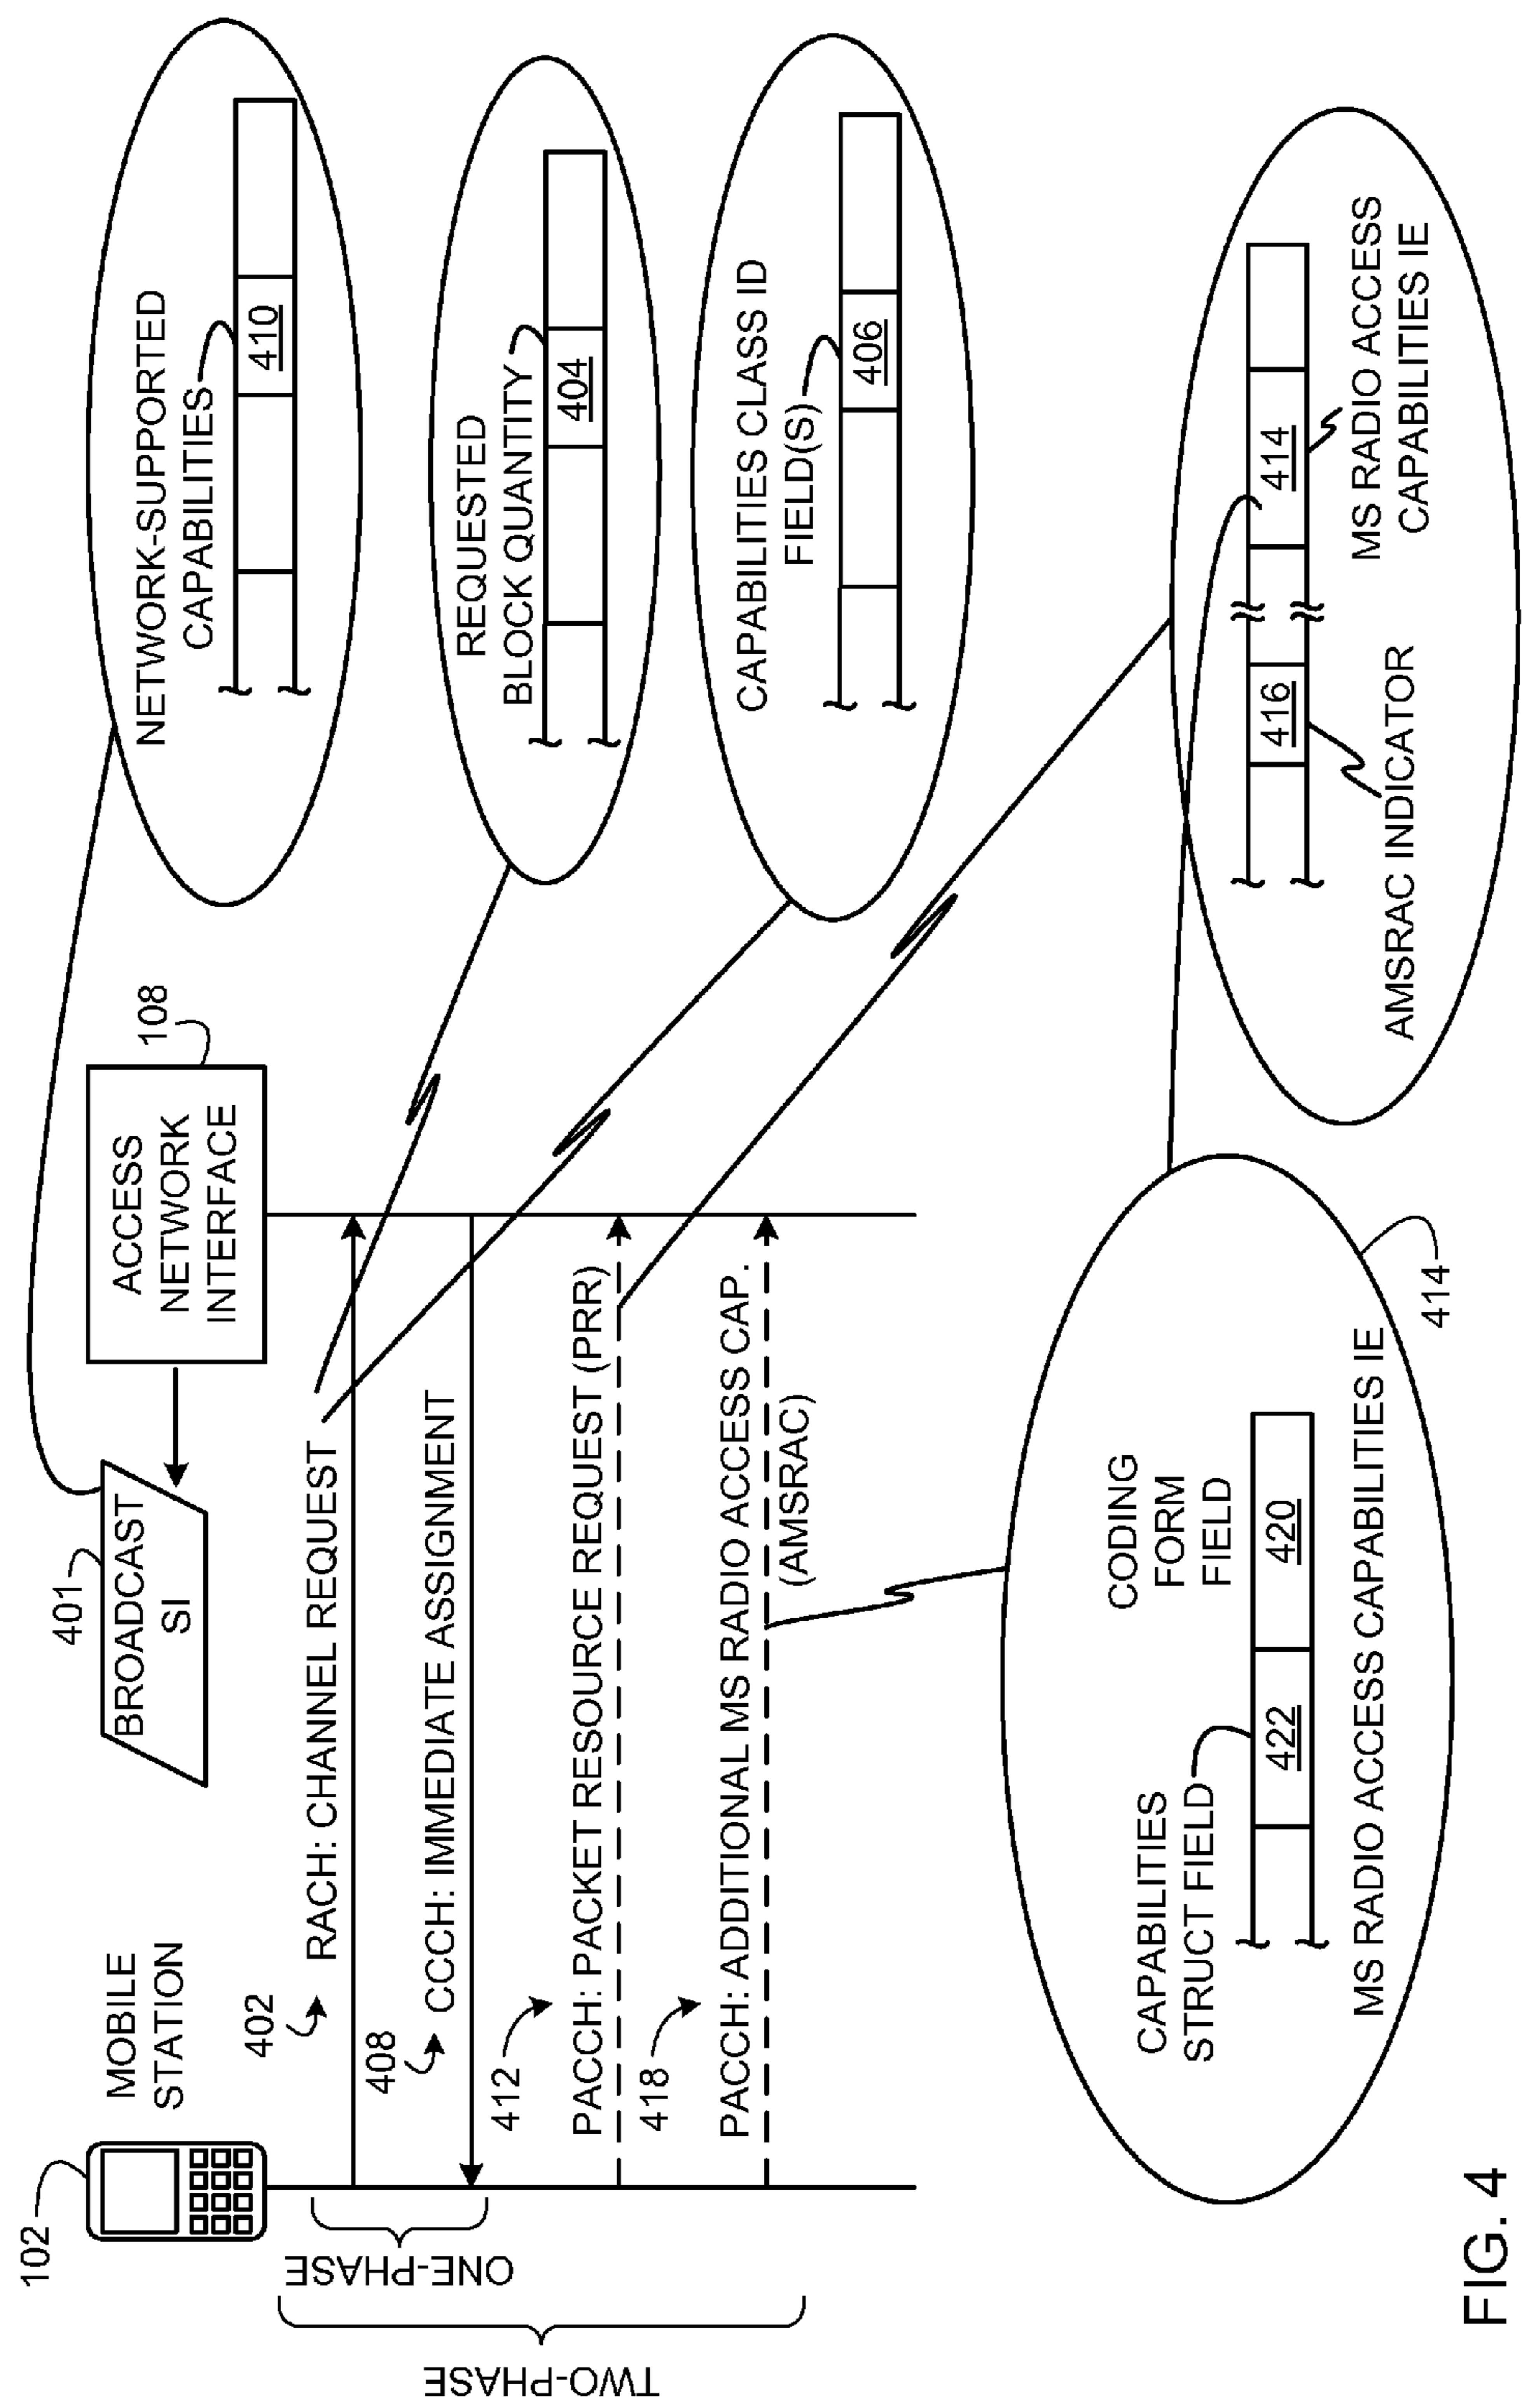 102
MOBILE
STATION
401
BROADCAST
SI
ACCESS
NETWORK
INTERFACE
108
NETWORK-SUPPORTED
CAPABILITIES
410
ONE-PHASE
TWO-PHASE
402
RACH: CHANNEL REQUEST
408
CCCH: IMMEDIATE ASSIGNMENT
412
PACCH: PACKET RESOURCE REQUEST (PRR)
418
PACCH: ADDITIONAL MS RADIO ACCESS CAP.
(AMSRAC)
REQUESTED
BLOCK QUANTITY
404
CAPABILITIES CLASS ID
FIELD(S)
406
CAPABILITIES
STRUCT FIELD
CODING
FORM
FIELD
422
420
MS RADIO ACCESS CAPABILITIES IE
414
416
414
AMSRAC INDICATOR
MS RADIO ACCESS
CAPABILITIES IE
FIG. 4